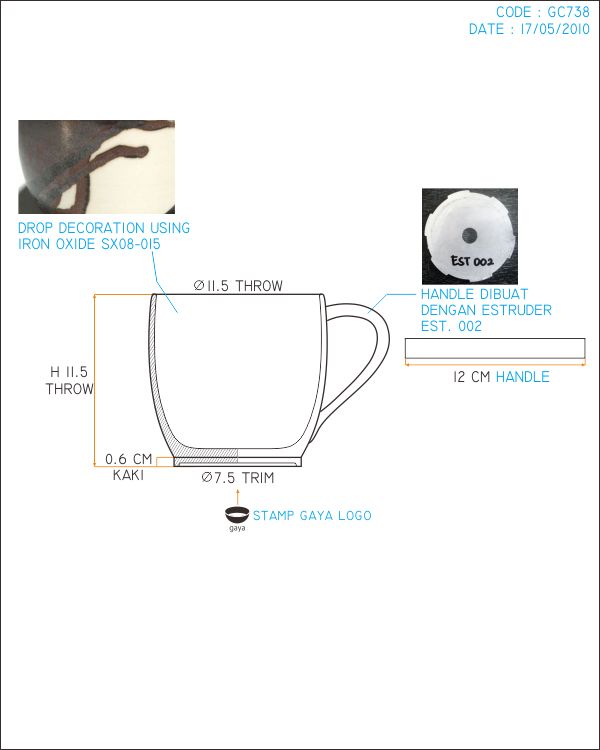 CODE : GC738
DATE : 17/05/2010
DROP DECORATION USING
IRON OXIDE SX08-015
EST 002
Ø11.5 THROW
HANDLE DIBUAT
DENGAN ESTRUDER
EST. 002
H 11.5
THROW
12 CM HANDLE
0.6 CM
KAKI
Ø7.5 TRIM
STAMP GAYA LOGO
gaya